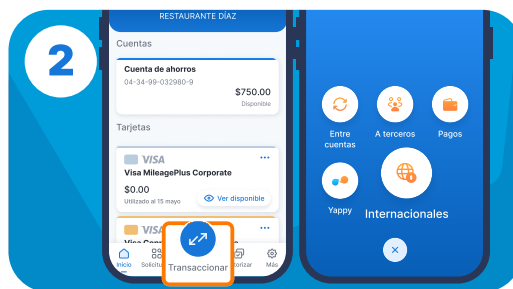 2
RESTAURANTE DÍAZ
Cuentas
Cuenta de ahorros
04-34-99-032980-9
$750.00
Disponible
Tarjetas
VISA
Visa MileagePlus Corporate
$0.00
Utilizado al 15 mayo
Ver disponible
VISA
Inicio
Transaccionar
Más
Entre
cuentas
A terceros
Pagos
Yappy
Internacionales